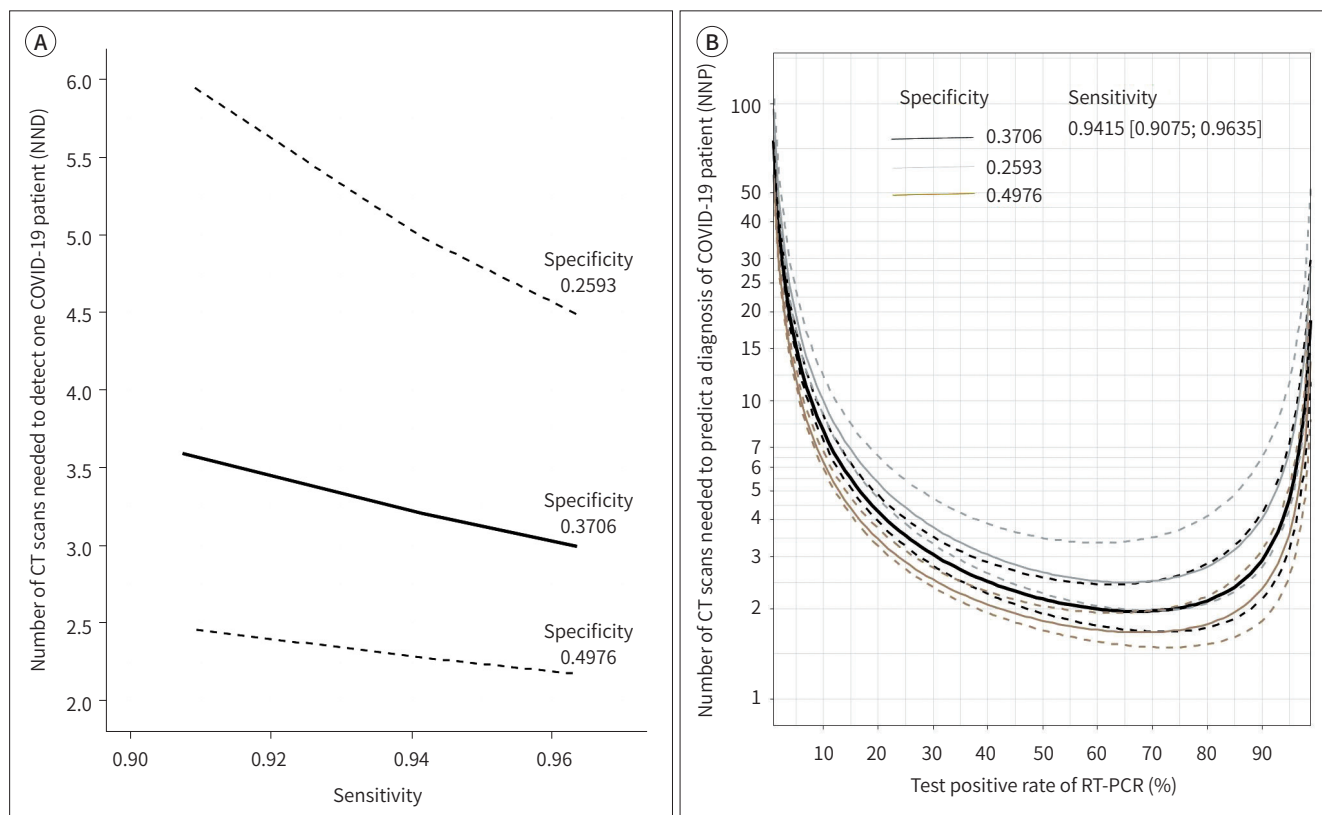 A
Number of CT scans needed to detect one COVID-19 patient (NND)
6.0
5.5
5.0
4.5
4.0
3.5
3.0
2.5
2.0
Specificity
0.2593
Specificity
0.3706
Specificity
0.4976
0.90 0.92 0.94 0.96
Sensitivity
B
Number of CT scans needed to predict a diagnosis of COVID-19 patient (NNP)
100
50
40
30
25
20
15
10
7
6
5
4
3
2
1
Specificity Sensitivity
0.3706 0.9415 [0.9075; 0.9635]
0.2593
0.4976
10 20 30 40 50 60 70 80 90
Test positive rate of RT-PCR (%)